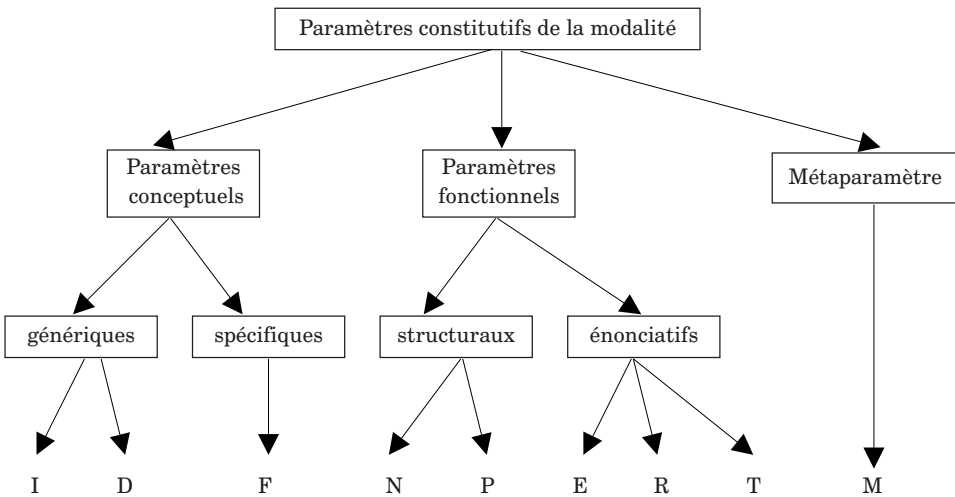 Paramètres constitutifs de la modalité
Paramètres
conceptuels
Paramètres
fonctionnels
Métaparamètre
génériques
spécifiques
structuraux
énonciatifs
I D F N P E R T M